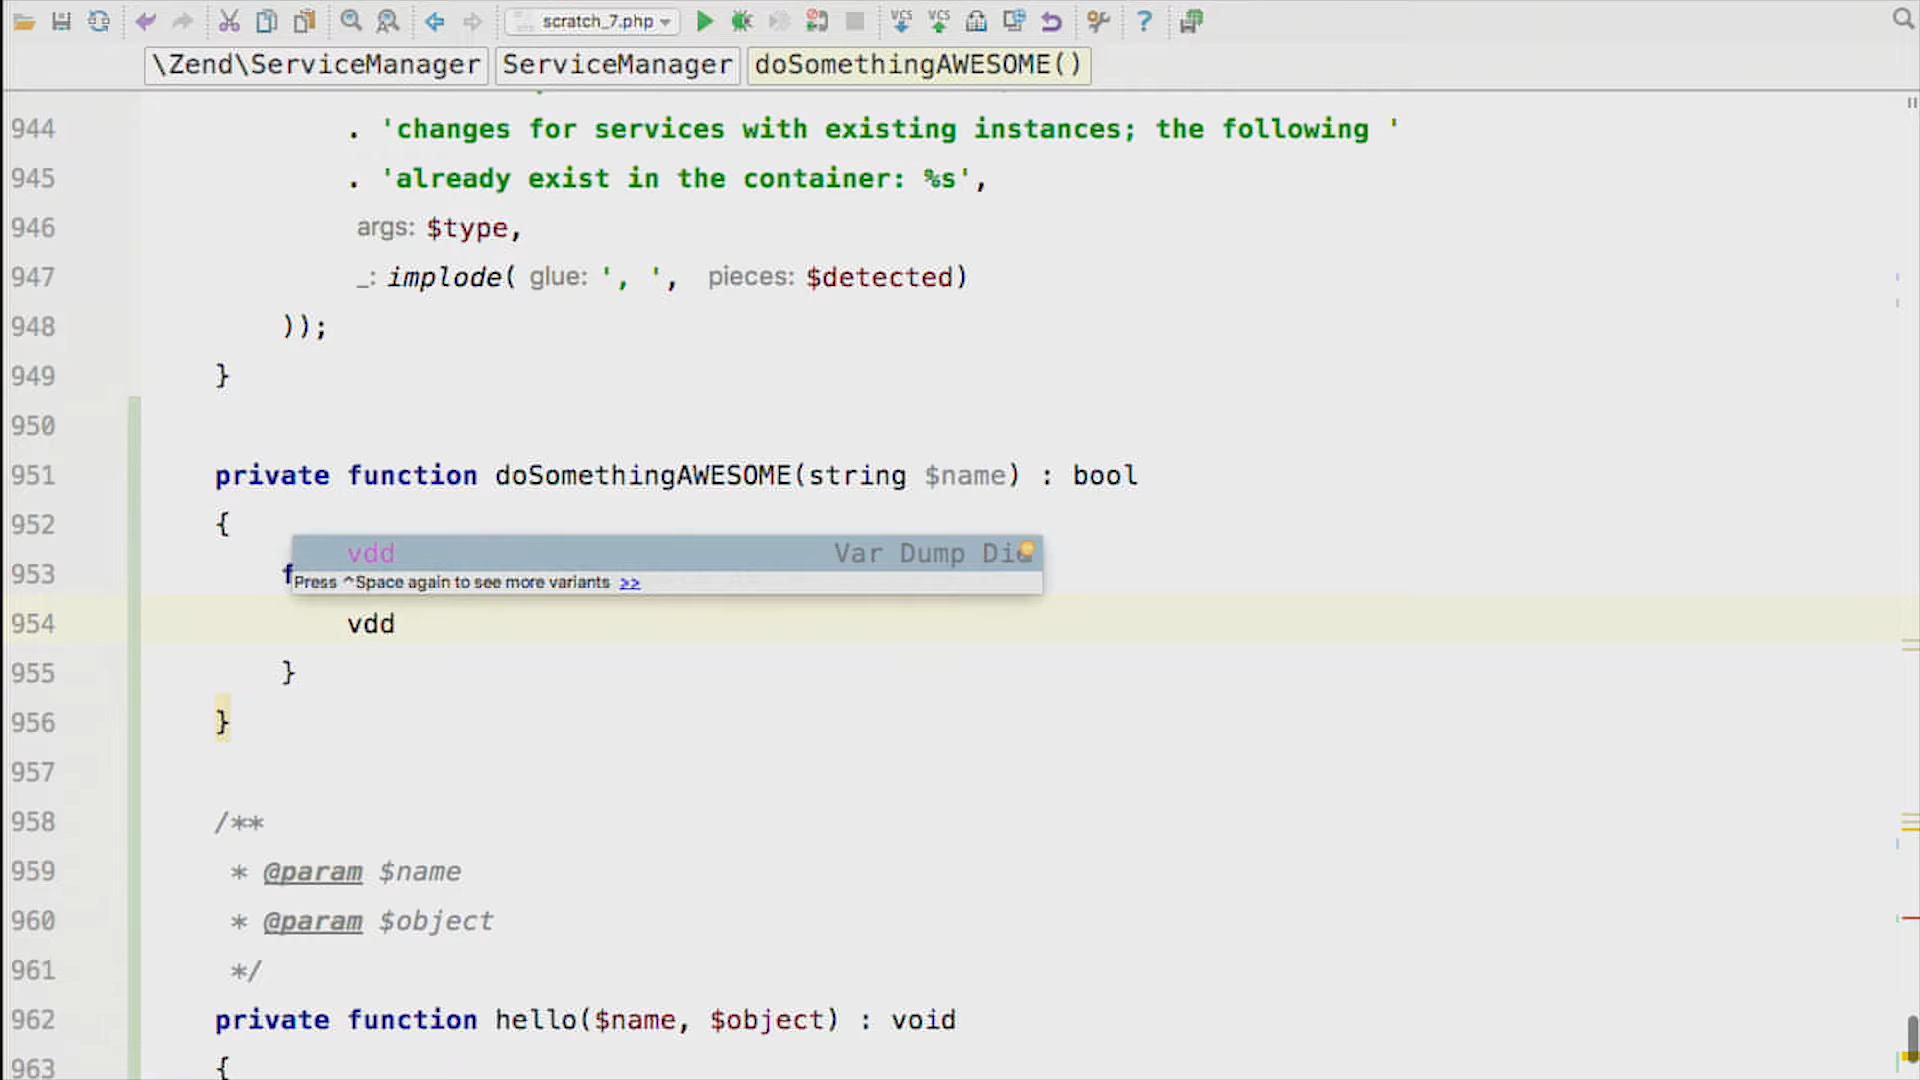 scratch_7.php
VCS VCS
\Zend\ServiceManager ServiceManager doSomethingAWESOME()
944 . 'changes for services with existing instances; the following '
945 . 'already exist in the container: %s',
946 args: $type,
947 _: implode( glue: ', ', pieces: $detected)
948 ));
949 }
950
951 private function doSomethingAWESOME(string $name) : bool
952 {
vdd Var Dump Die
953 f
Press ^Space again to see more variants >>
954 vdd
955 }
956 }
957
958 /**
959 * @param $name
960 * @param $object
961 */
962 private function hello($name, $object) : void
963 {